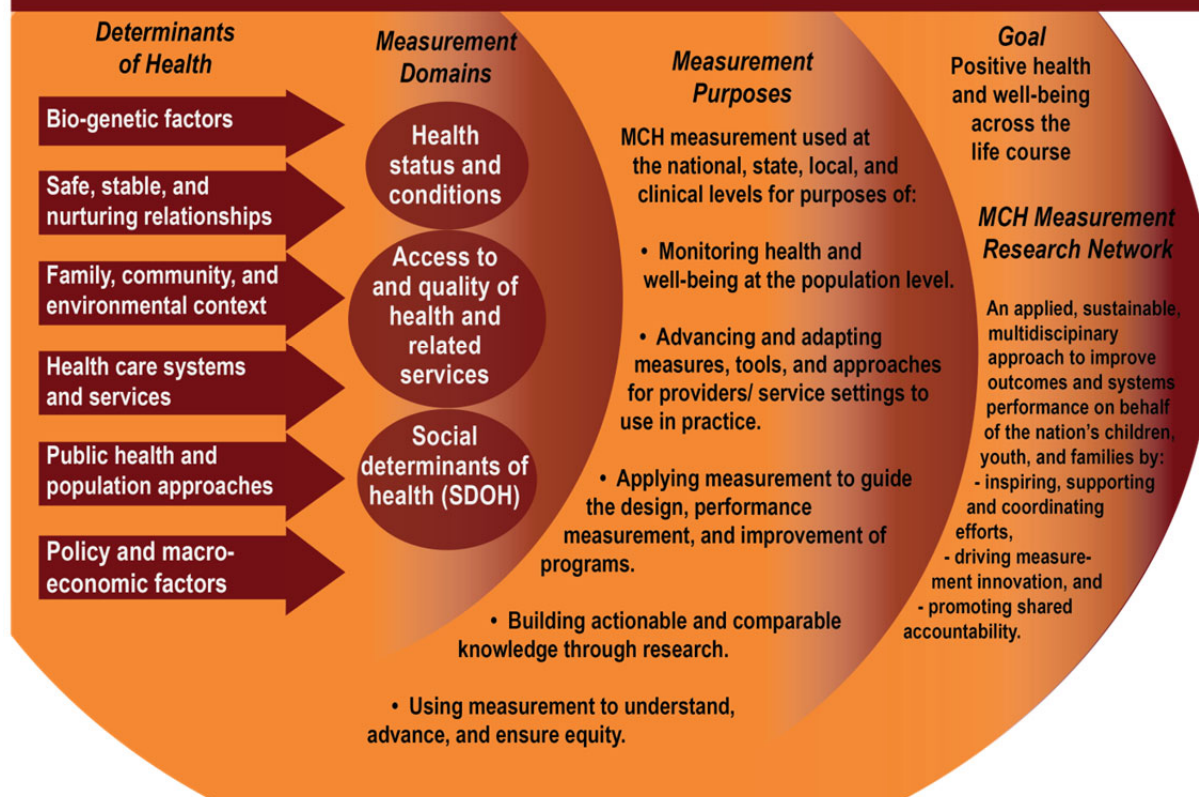 Determinants
of Health
Bio-genetic factors
Safe, stable, and
nurturing relationships
Family, community, and
environmental context
Health care systems
and services
Public health and
population approaches
Policy and macro-
economic factors
Measurement
Domains
Health
status and
conditions
Access to
and quality of
health and
related
services
Social
determinants of
health (SDOH)
Measurement
Purposes
MCH measurement used at
the national, state, local, and
clinical levels for purposes of:
• Monitoring health and
well-being at the population level.
• Advancing and adapting
measures, tools, and approaches
for providers/ service settings to
use in practice.
• Applying measurement to guide
the design, performance
measurement, and improvement of
programs.
• Building actionable and comparable
knowledge through research.
• Using measurement to understand,
advance, and ensure equity.
Goal
Positive health
and well-being
across the
life course
MCH Measurement
Research Network
An applied, sustainable,
multidiscipinary
approach to improve
outcomes and systems
performance on behalf
of the nation's children,
youth, and families by:
- inspiring, supporting
and coordinating
efforts,
- driving measure-
ment innovation, and
- promoting shared
accountability.